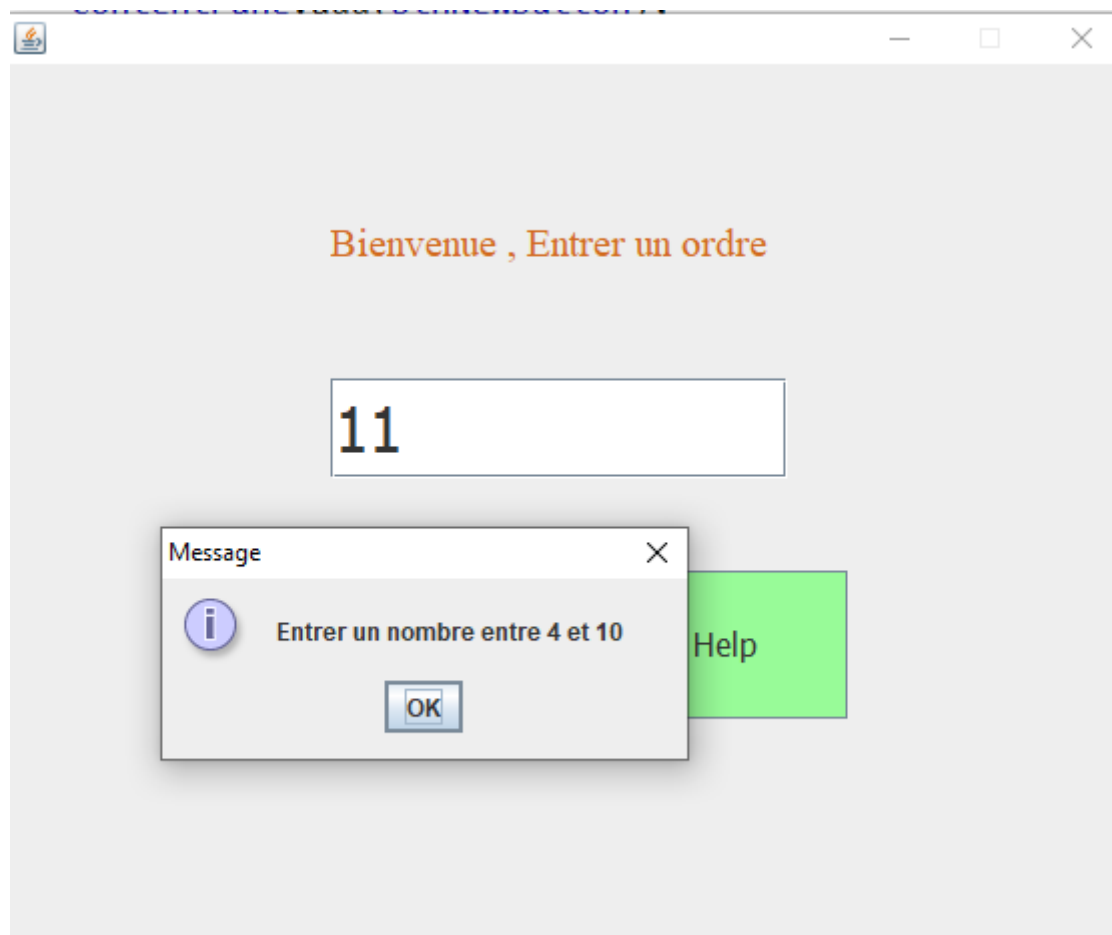 Bienvenue , Entrer un ordre
11
Message
Entrer un nombre entre 4 et 10
OK
Help